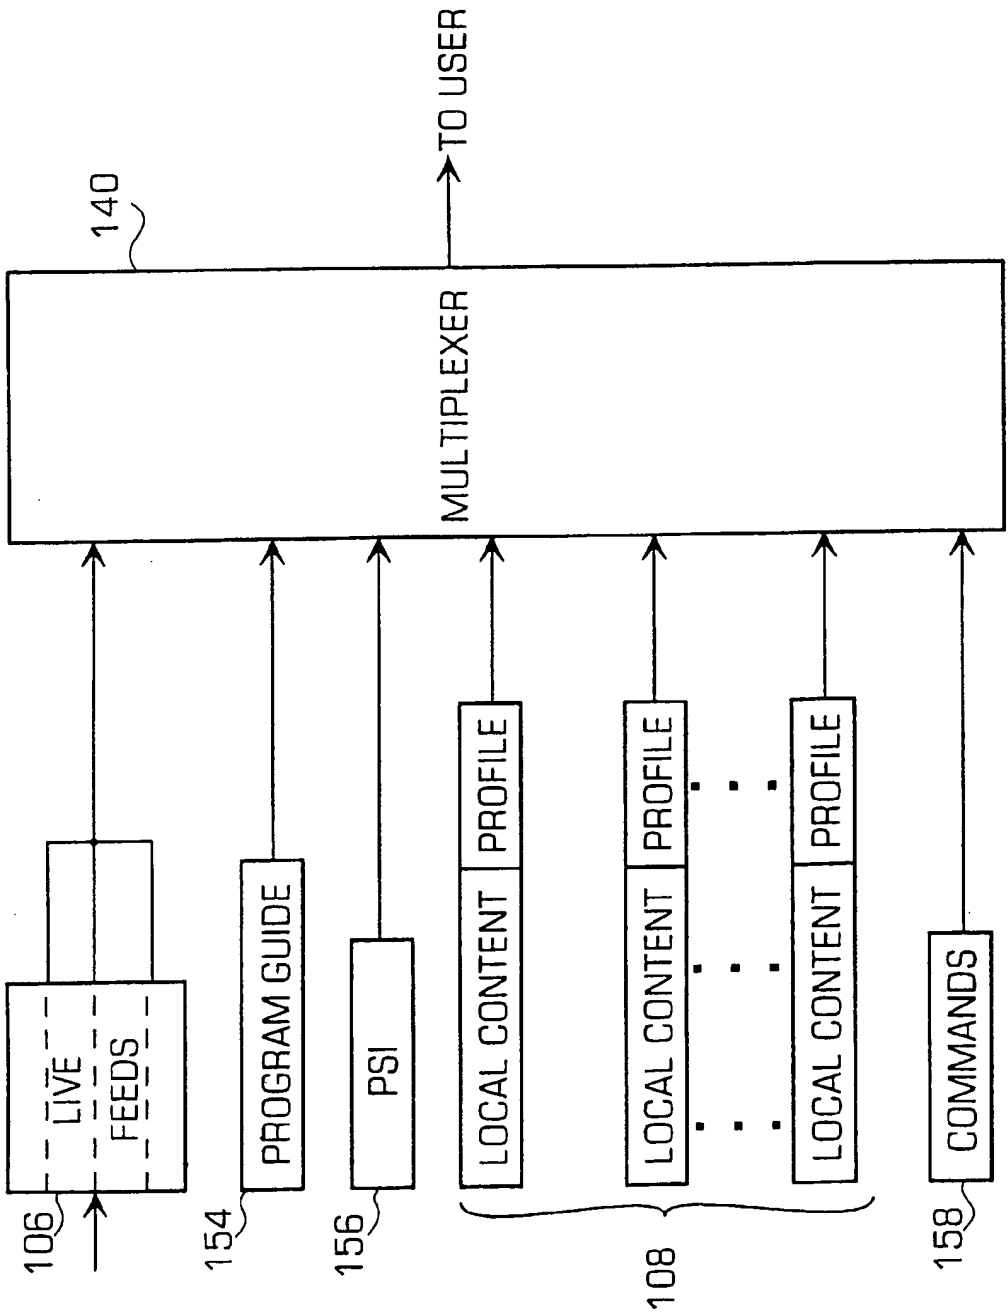 106
LIVE
FEEDS
154
PROGRAM GUIDE
156
PSI
108
LOCAL CONTENT PROFILE
LOCAL CONTENT PROFILE
LOCAL CONTENT PROFILE
158
COMMANDS
MULTIPLEXER
140
TO USER